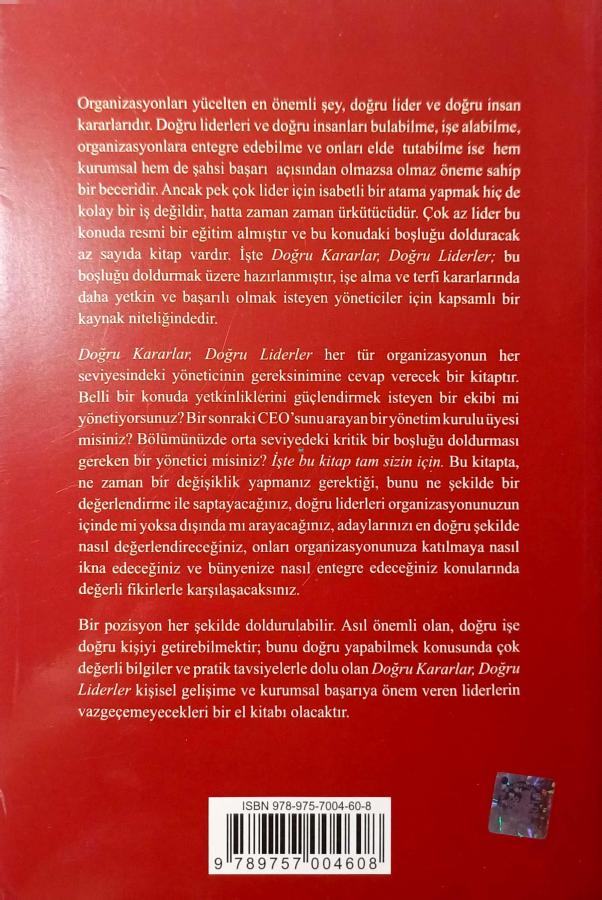 Organizasyonları yücelten en önemli şey, doğru lider ve doğru insan
kararlarıdır. Doğru liderleri ve doğru insanları bulabilme, işe alabilme,
organizasyonlara entegre edebilme ve onları elde tutabilme ise hem
kurumsal hem de şahsi başarı açısından olmazsa olmaz öneme sahip
bir beceridir. Ancak pek çok lider için isabetli bir atama yapmak hiç de
kolay bir iş değildir, hatta zaman zaman ürkütücüdür. Çok az lider bu
konuda resmi bir eğitim almıştır ve bu konudaki boşluğu dolduracak
az sayıda kitap vardır. İşte Doğru Kararlar, Doğru Liderler; bu
boşluğu doldurmak üzere hazırlanmıştır, işe alma ve terfi kararlarında
daha yetkin ve başarılı olmak isteyen yöneticiler için kapsamlı bir
kaynak niteliğindedir.
Doğru Kararlar, Doğru Liderler her tür organizasyonun her
seviyesindeki yöneticinin gereksinimine cevap verecek bir kitaptır.
Belli bir konuda yetkinliklerini güçlendirmek isteyen bir ekibi mi
yönetiyorsunuz? Bir sonraki CEO'sunu arayan bir yönetim kurulu üyesi
misiniz? Bölümünüzde orta seviyedeki kritik bir boşluğu doldurması
gereken bir yönetici misiniz? İşte bu kitap tam sizin için. Bu kitapta,
ne zaman bir değişiklik yapmanız gerektiği, bunu ne şekilde bir
değerlendirme ile saptayacağınız, doğru liderleri organizasyonunuzun
içinde mi yoksa dışında mı arayacağınız, adaylarınızı en doğru şekilde
nasıl değerlendireceğiniz, onları organizasyonunuza katılmaya nasıl
ikna edeceğiniz ve bünyenize nasıl entegre edeceğiniz konularında
değerli fikirlerle karşılaşacaksınız.
Bir pozisyon her şekilde doldurulabilir. Asıl önemli olan, doğru işe
doğru kişiyi getirebilmektir; bunu doğru yapabilmek konusunda çok
değerli bilgiler ve pratik tavsiyelerle dolu olan Doğru Kararlar, Doğru
Liderler kişisel gelişime ve kurumsal başarıya önem veren liderlerin
vazgeçemeyecekleri bir el kitabı olacaktır.
ISBN 978-975-7004-60-8
9 789757 004608